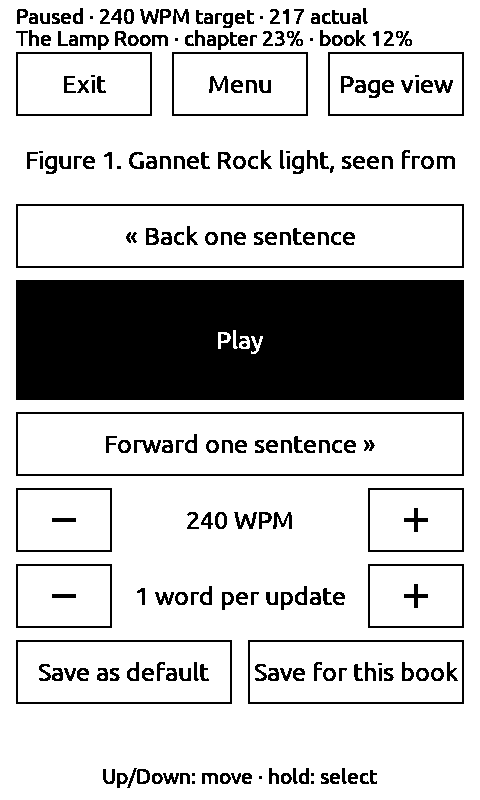 Paused · 240 WPM target · 217 actual
The Lamp Room · chapter 23% · book 12%
Exit Menu Page view
Figure 1. Gannet Rock light, seen from
« Back one sentence
Play
Forward one sentence »
− 240 WPM +
− 1 word per update +
Save as default Save for this book
Up/Down: move · hold: select